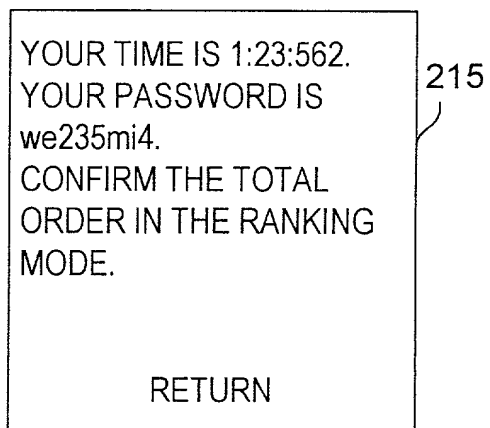 YOUR TIME IS 1:23:562.
YOUR PASSWORD IS
we235mi4.
CONFIRM THE TOTAL
ORDER IN THE RANKING
MODE.
RETURN
215